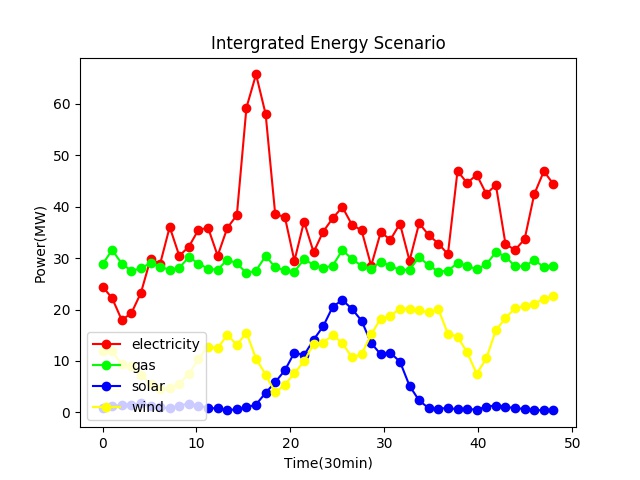 Intergrated Energy Scenario
Power(MW)
60
50
40
30
20
10
0
electricity
gas
solar
wind
0 10 20 30 40 50
Time(30min)